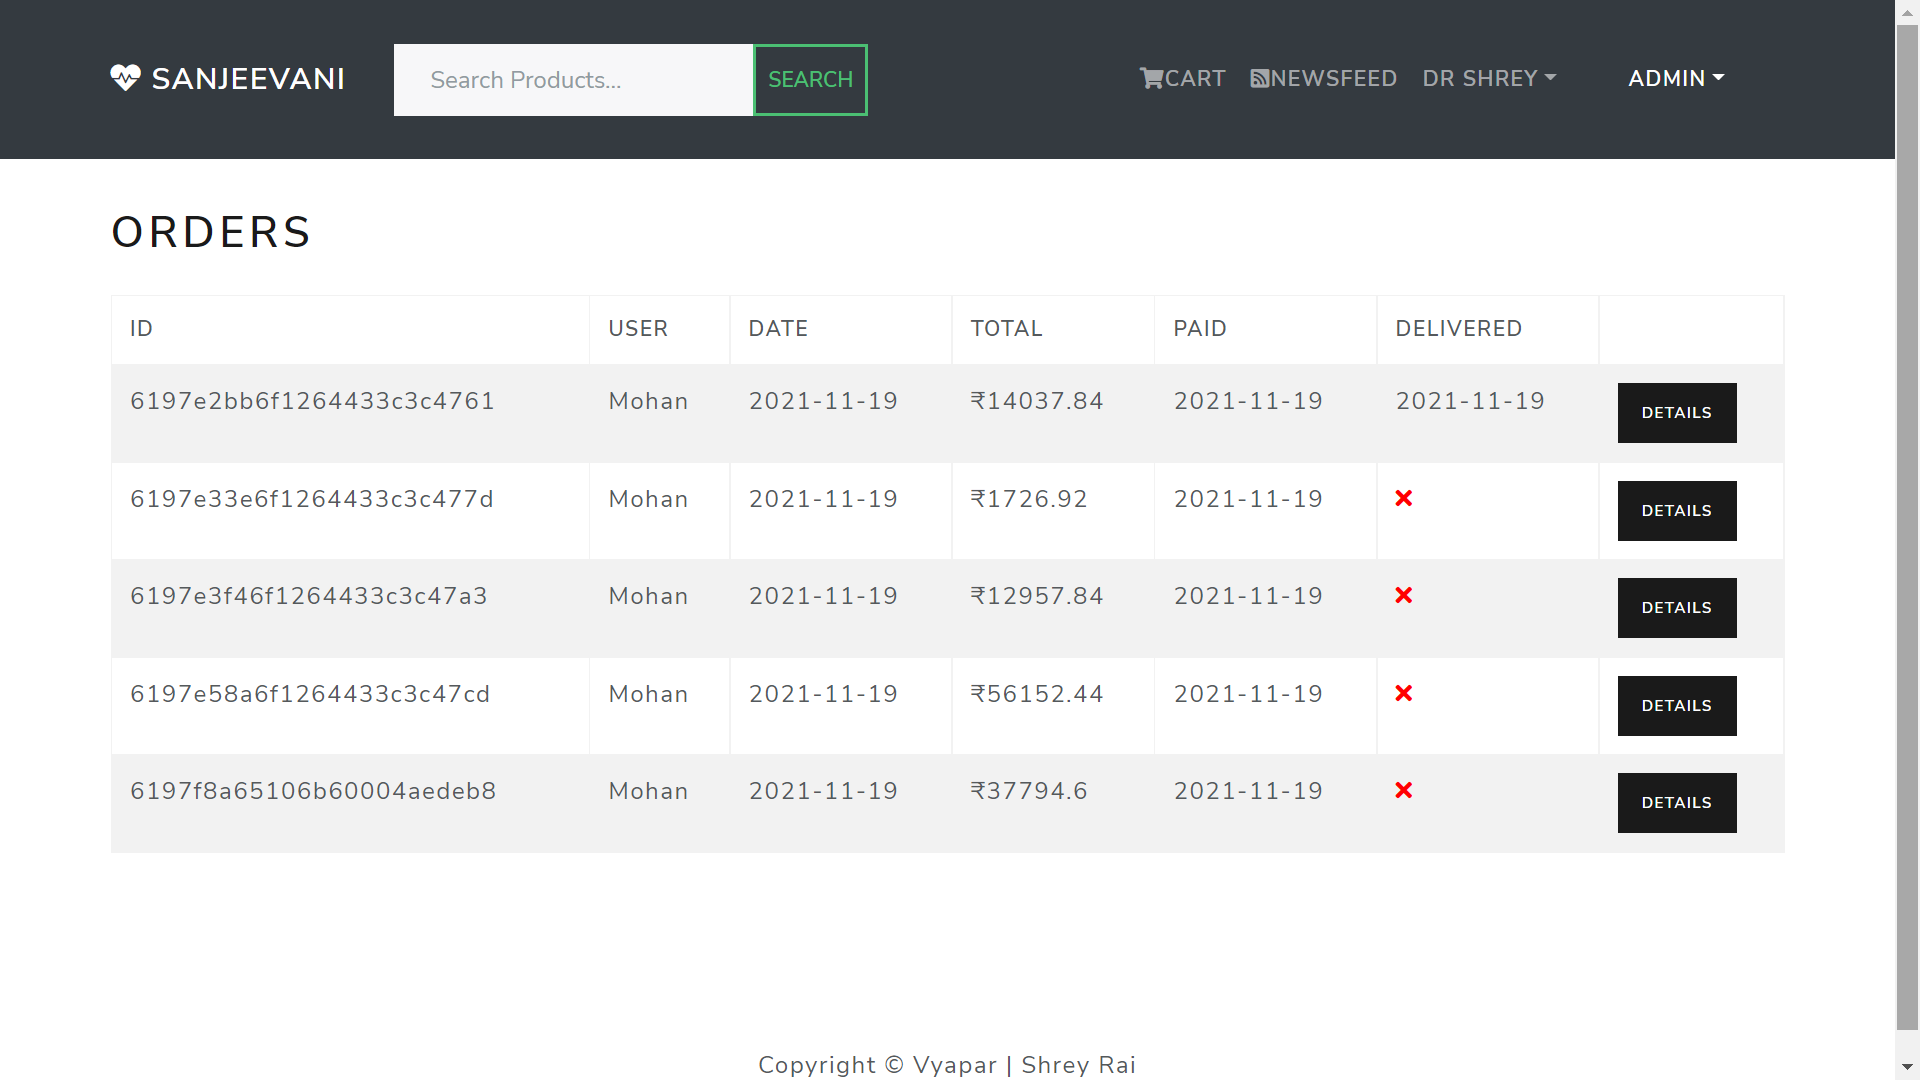 SANJEEVANI Search Products... SEARCH CART NEWSFEED DR SHREY ADMIN
ORDERS
ID USER DATE TOTAL PAID DELIVERED
6197e2bb6f1264433c3c4761 Mohan 2021-11-19 ₹14037.84 2021-11-19 2021-11-19 DETAILS
6197e33e6f1264433c3c477d Mohan 2021-11-19 ₹1726.92 2021-11-19 DETAILS
6197e3f46f1264433c3c47a3 Mohan 2021-11-19 ₹12957.84 2021-11-19 DETAILS
6197e58a6f1264433c3c47cd Mohan 2021-11-19 ₹56152.44 2021-11-19 DETAILS
6197f8a65106b60004aedeb8 Mohan 2021-11-19 ₹37794.6 2021-11-19 DETAILS
Copyright © Vyapar | Shrey Rai